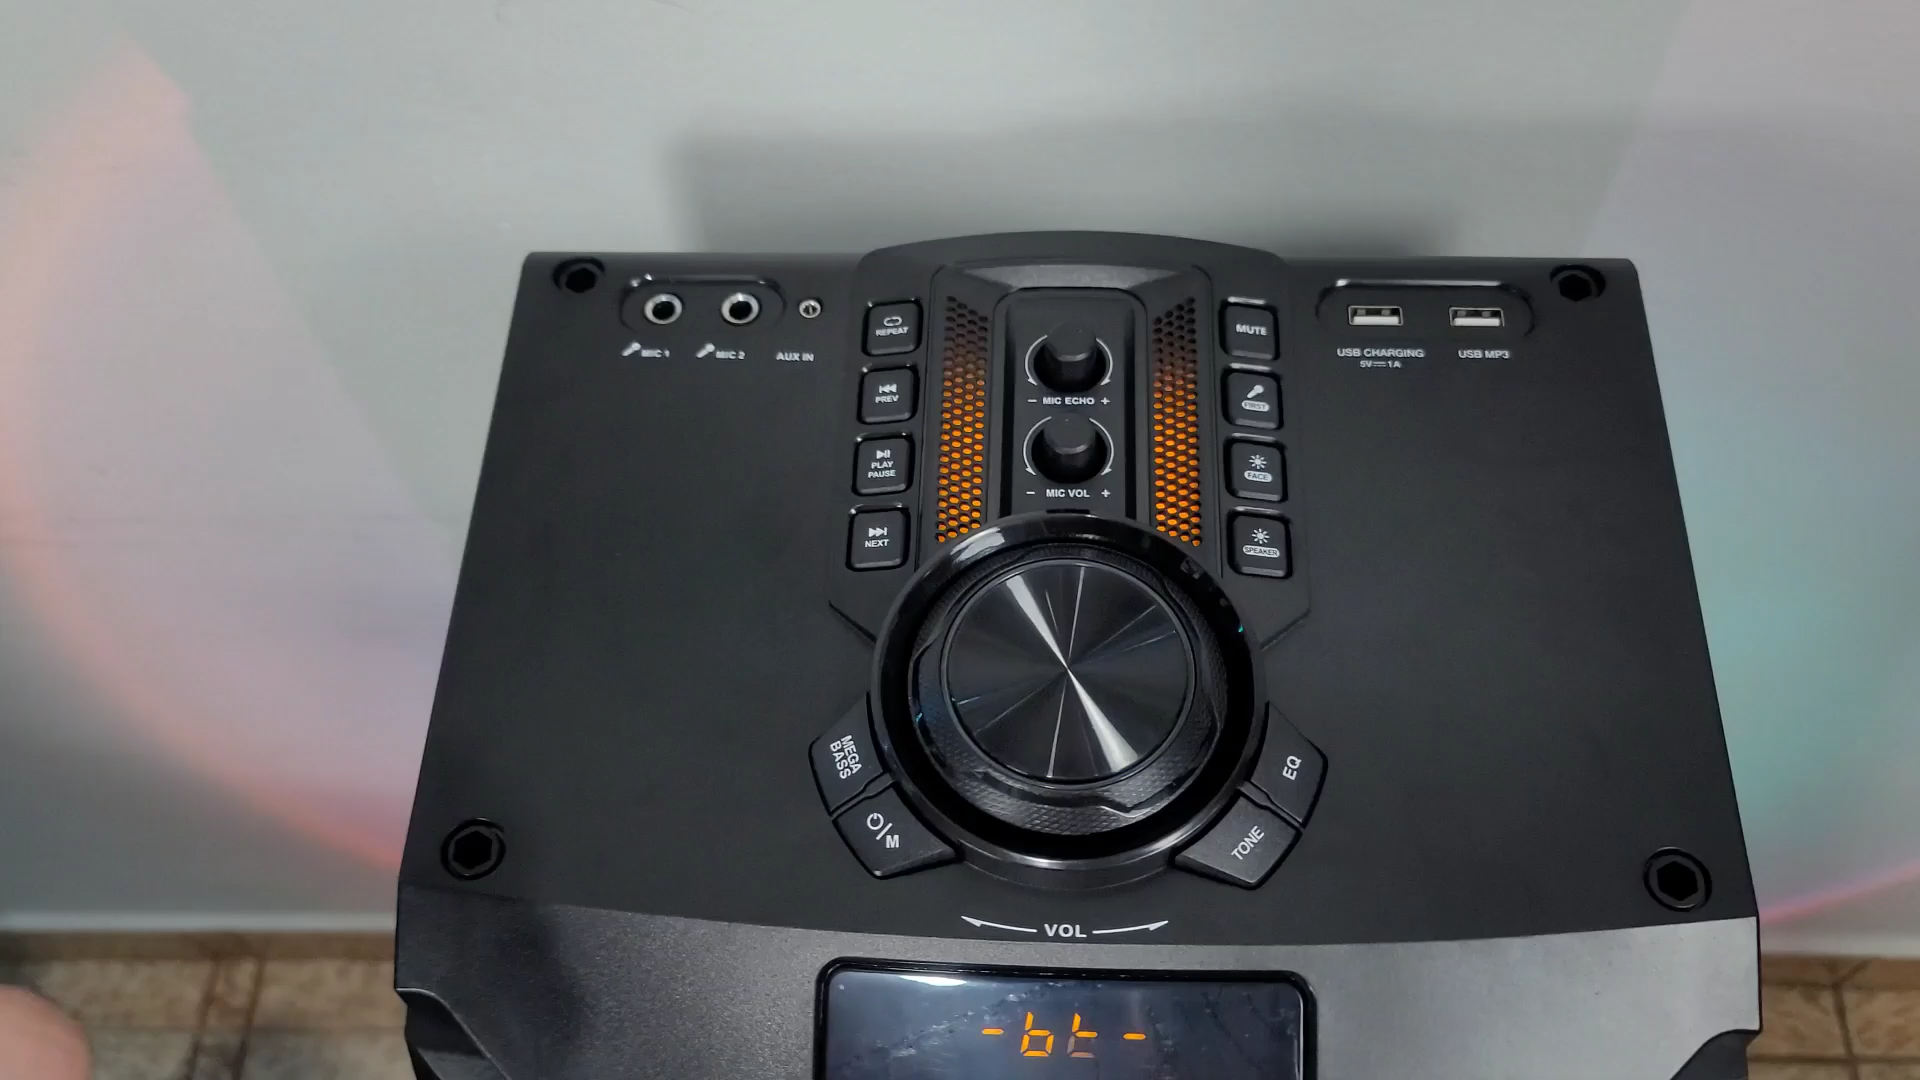 MIC 1
MIC 2
AUX IN
REPEAT
PREV
PLAY
PAUSE
NEXT
- MIC ECHO +
- MIC VOL +
MUTE
FIRST
FACE
SPEAKER
USB CHARGING
5V⎓1A
USB MP3
MEGA
BASS
/M
EQ
TONE
VOL
-bt-